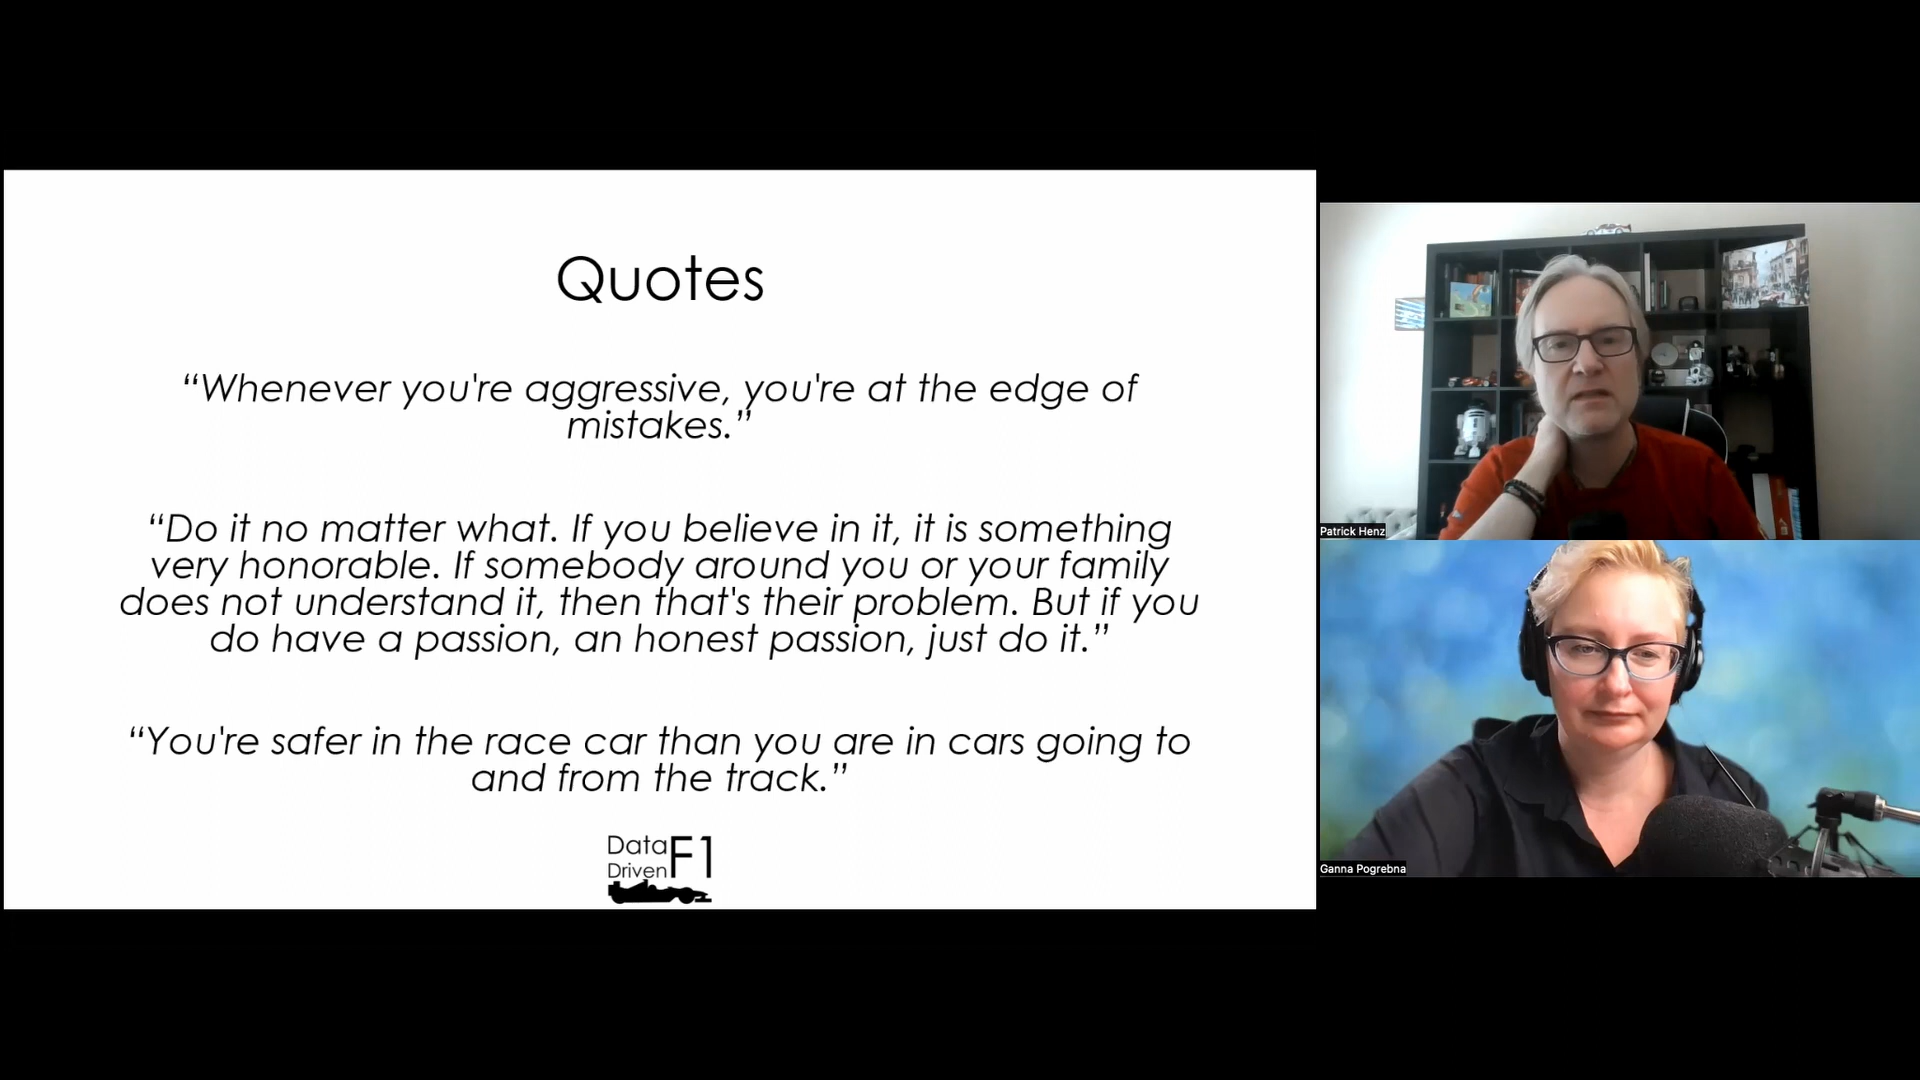 Quotes
“Whenever you're aggressive, you're at the edge of
mistakes.”
“Do it no matter what. If you believe in it, it is something
very honorable. If somebody around you or your family
does not understand it, then that's their problem. But if you
do have a passion, an honest passion, just do it.”
“You're safer in the race car than you are in cars going to
and from the track.”
Data
Driven
F1
Patrick Henz
Ganna Pogrebna